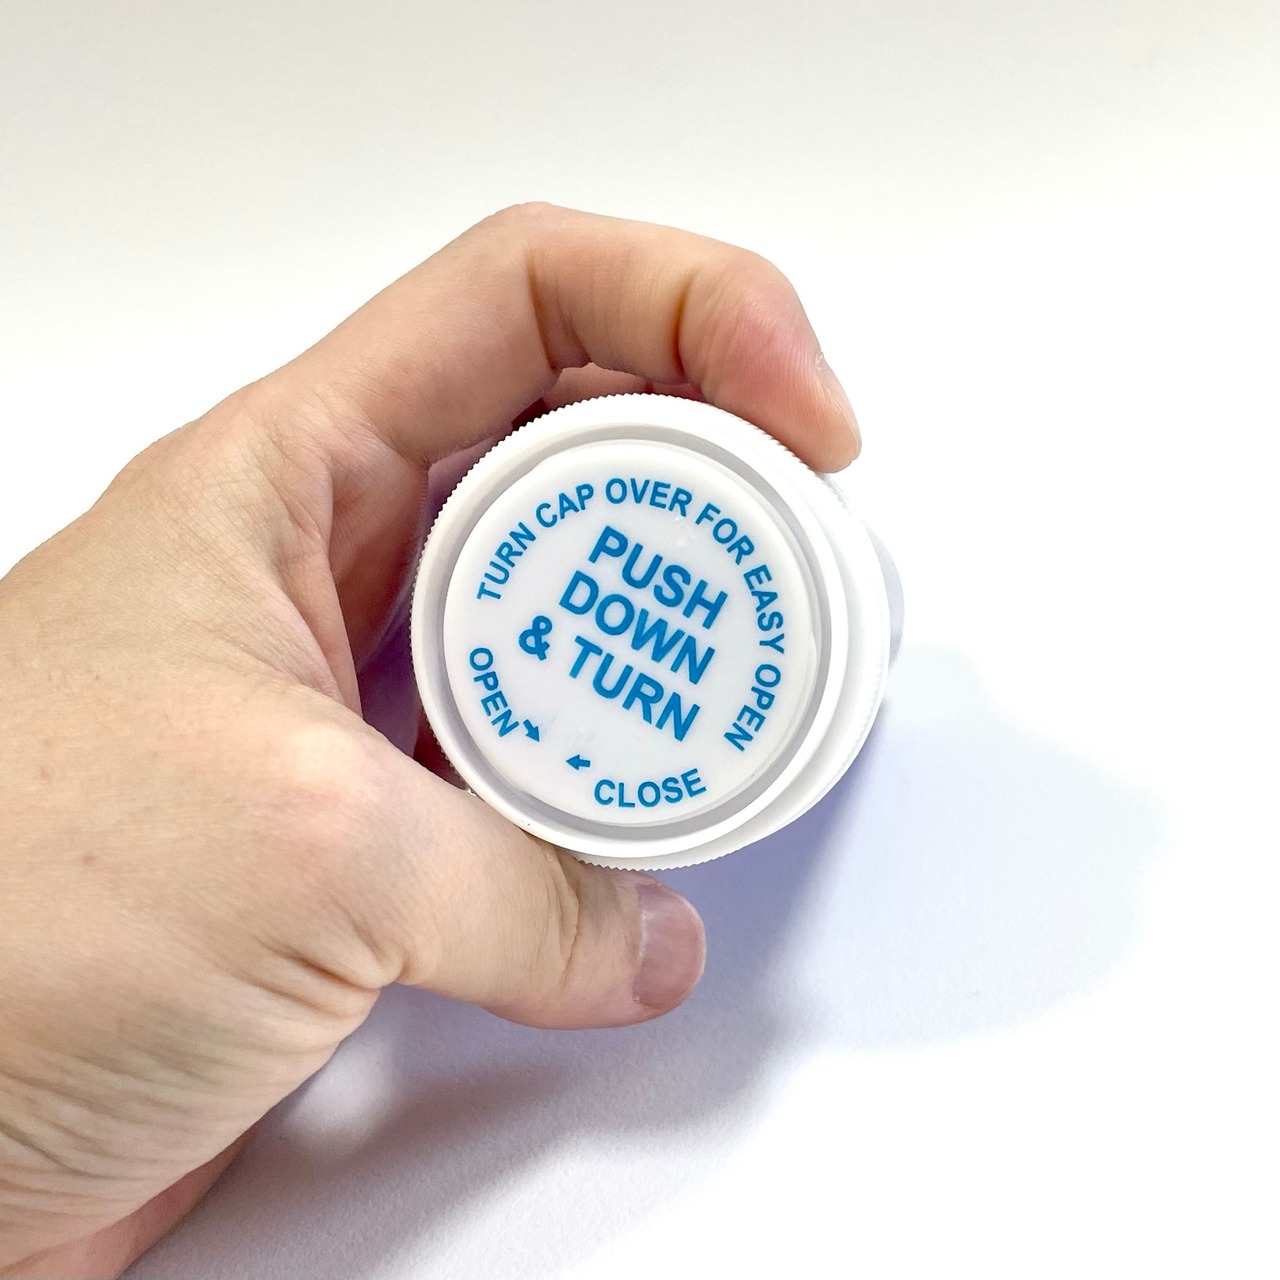 TURN CAP OVER FOR EASY OPEN
PUSH
DOWN
& TURN
OPEN
CLOSE